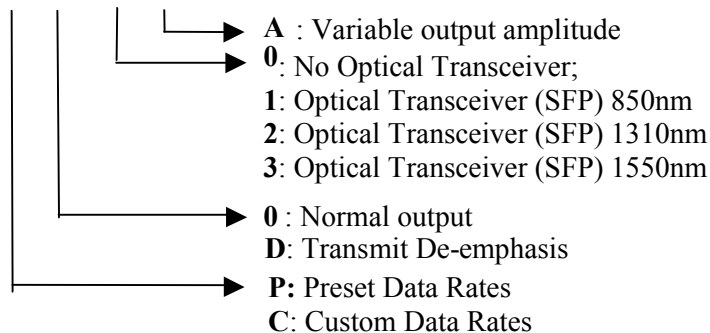 A : Variable output amplitude
0: No Optical Transceiver;
1: Optical Transceiver (SFP) 850nm
2: Optical Transceiver (SFP) 1310nm
3: Optical Transceiver (SFP) 1550nm
0 : Normal output
D: Transmit De-emphasis
P: Preset Data Rates
C: Custom Data Rates